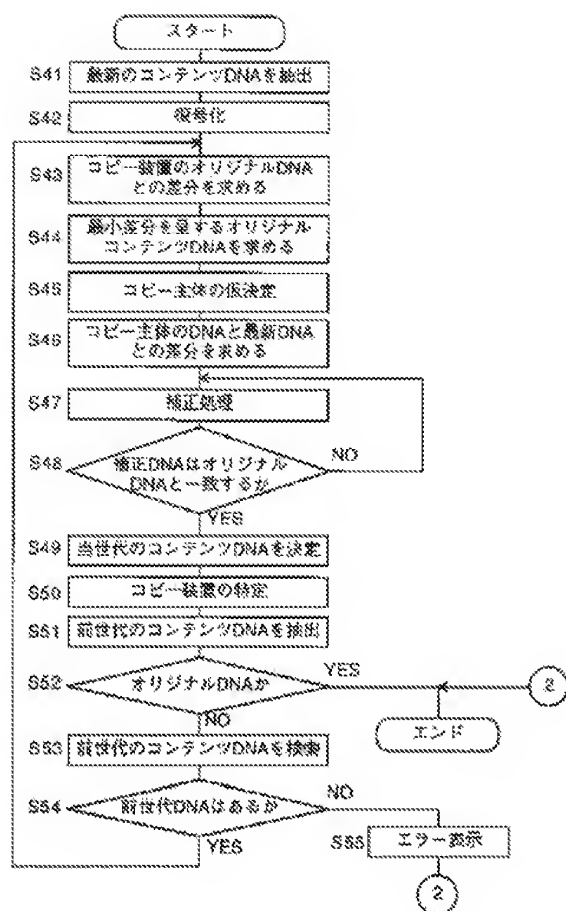 スタート
S41
最新のコンテンツDNAを抽出
S42
復号化
S43
コピー装置のオリジナルDNA
との差分を求める
S44
最小差分を呈するオリジナル
コンテンツDNAを求める
S45
コピー主体の仮決定
S46
コピー主体のDNAと最新DNA
との差分を求める
S47
補正処理
S48
補正DNAはオリジナル
DNAと一致するか
NO
YES
S49
当世代のコンテンツDNAを決定
S50
コピー装置の特定
S51
前世代のコンテンツDNAを抽出
S52
オリジナルDNAか
YES
2
NO
エンド
S53
前世代のコンテンツDNAを検索
S54
前世代DNAはあるか
NO
YES
S55
エラー表示
2